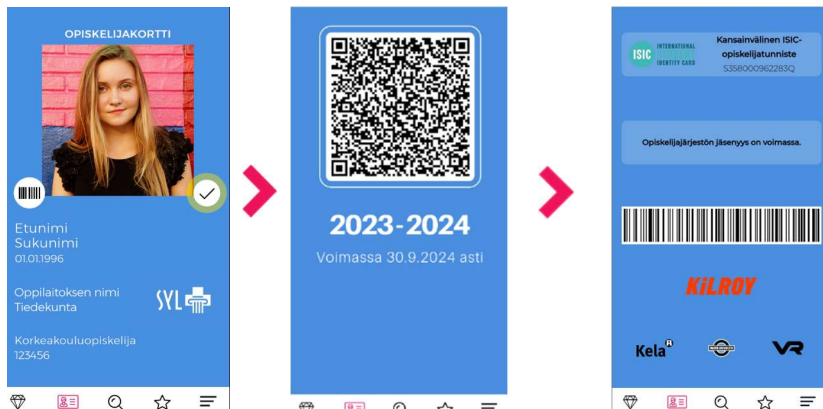 OPISKELIJAKORTTI
Etunimi
Sukunimi
01.01.1996
Oppilaitoksen nimi
Tiedekunta
SYL
Korkeakouluopiskelija
123456
2023-2024
Voimassa 30.9.2024 asti
ISIC
INTERNATIONAL
IDENTITY CARD
Kansainvälinen ISIC-
opiskelijatunniste
S358000962283Q
Opiskelijajärjestön jäsenyys on voimassa.
KiLROY
Kela
VR